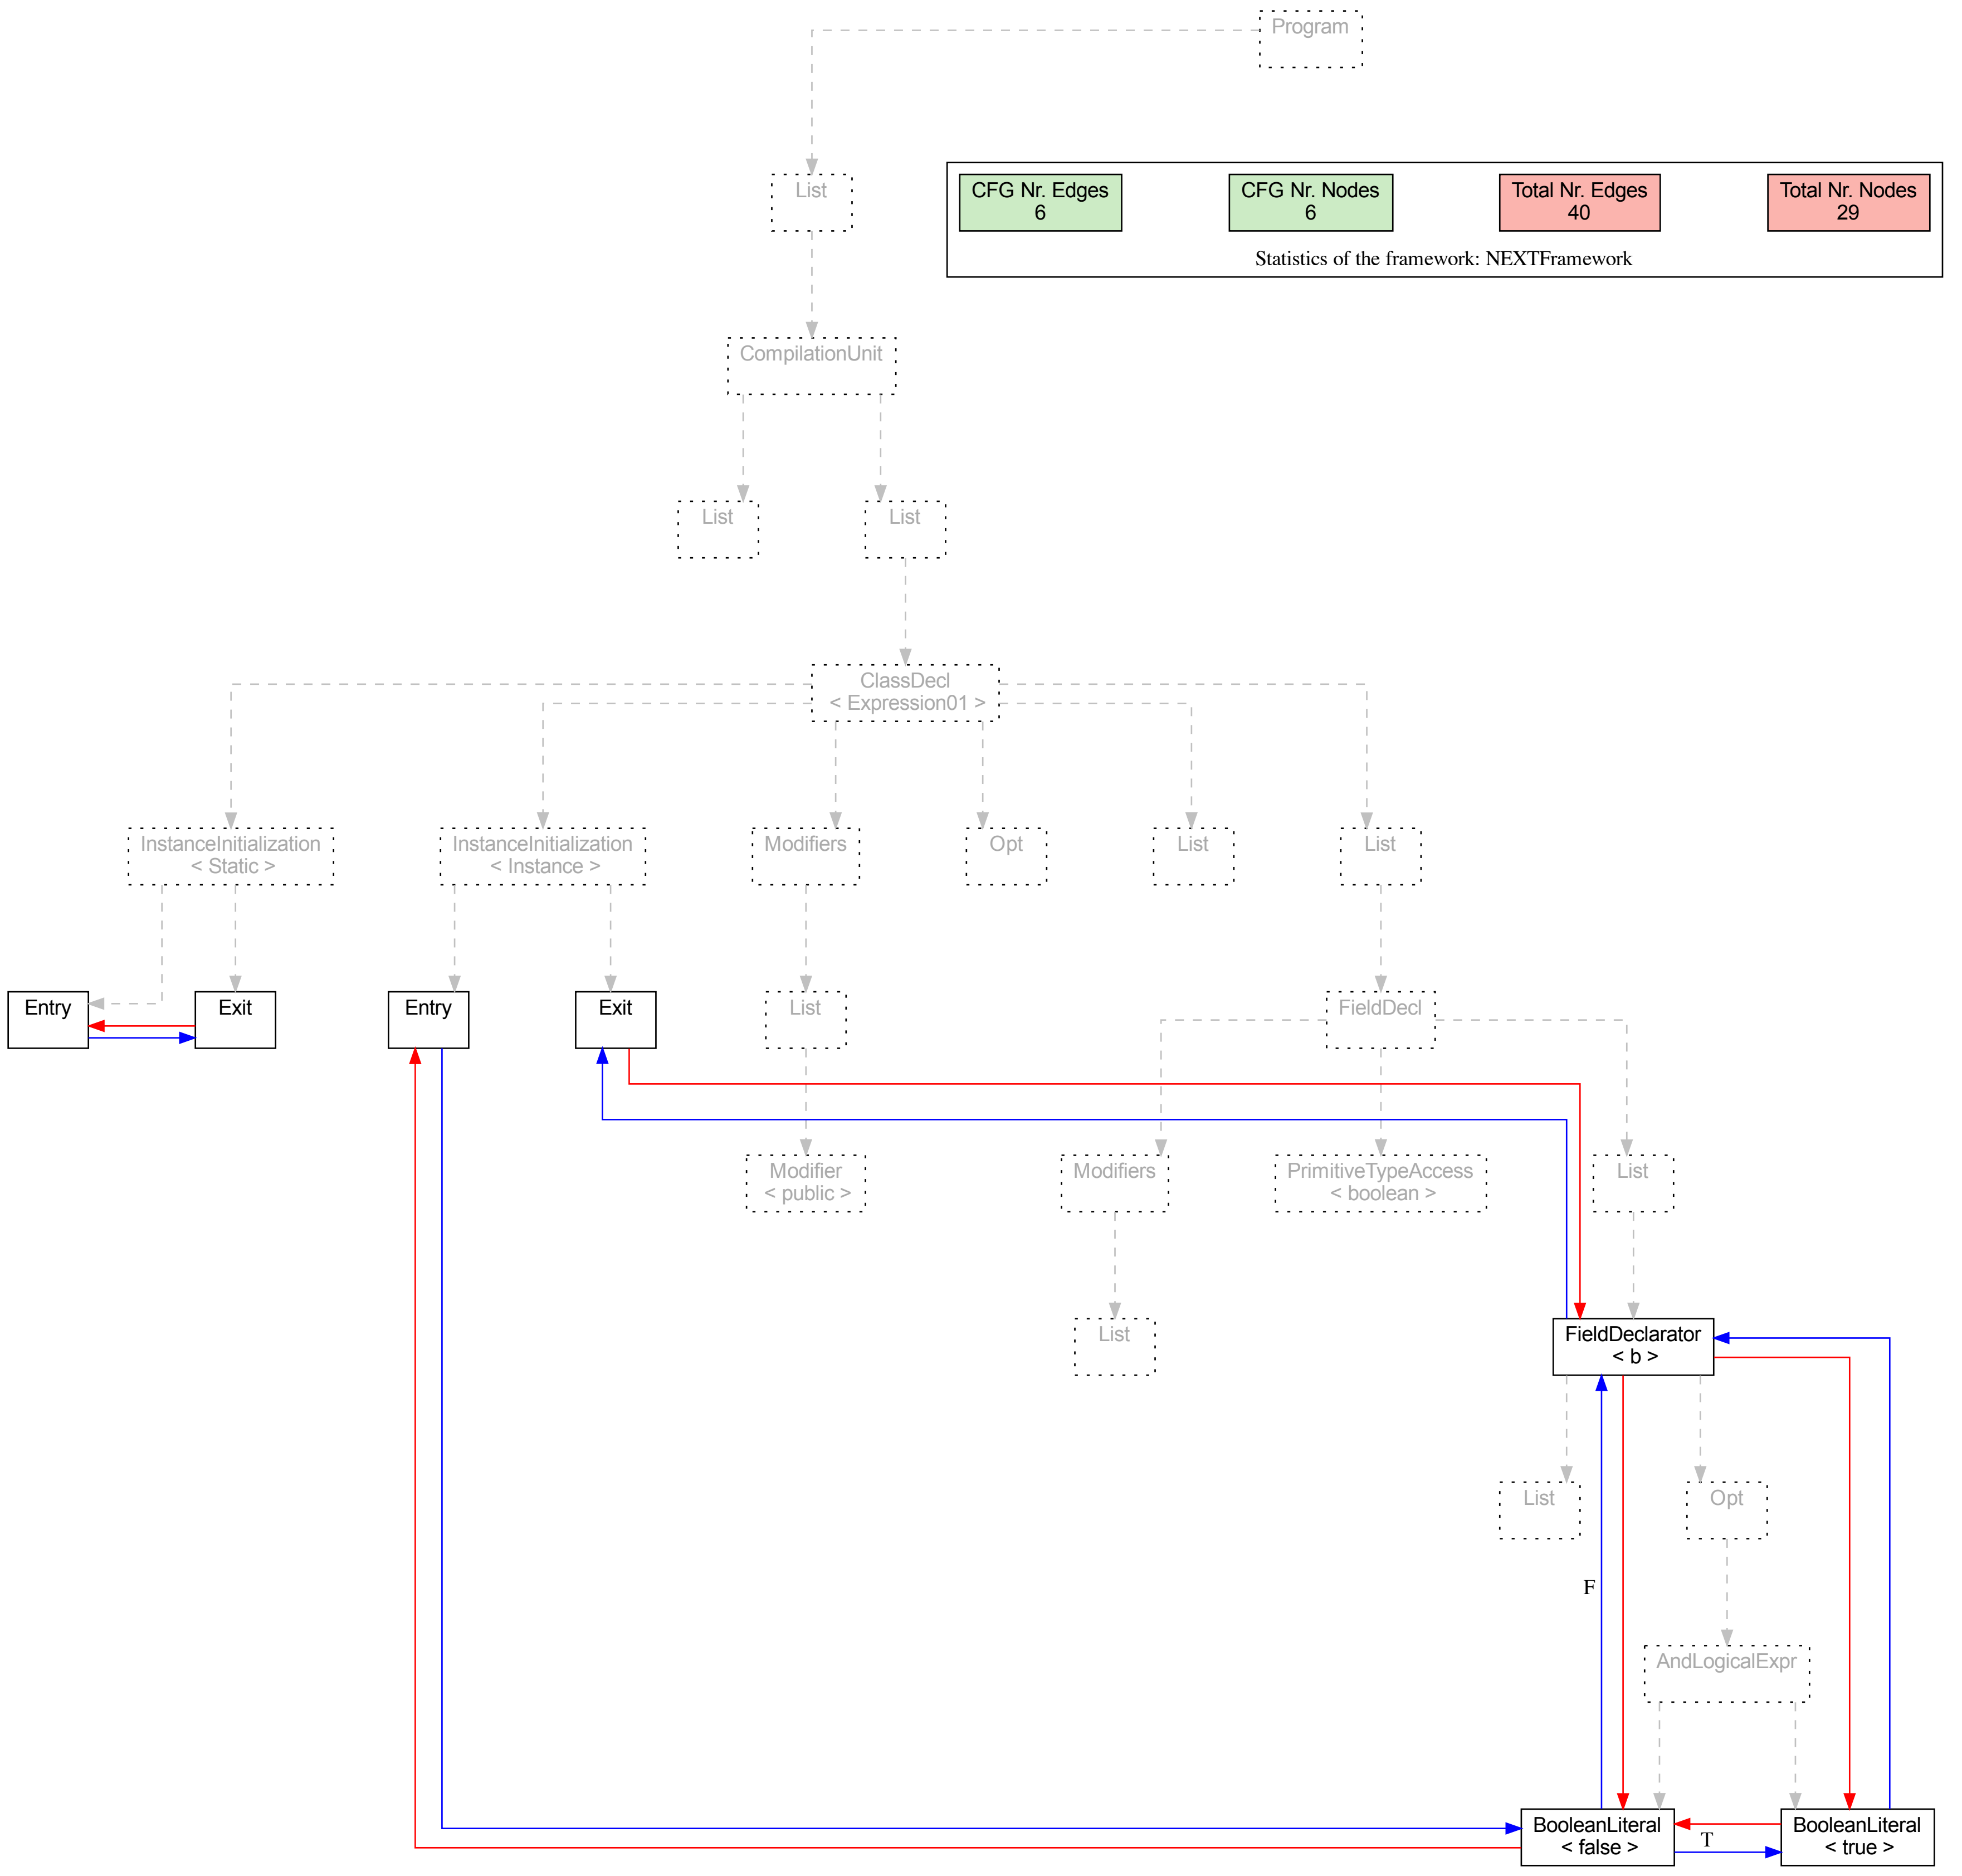 Program
List
CFG Nr. Edges
6
CFG Nr. Nodes
6
Total Nr. Edges
40
Total Nr. Nodes
29
Statistics of the framework: NEXTFramework
CompilationUnit
List
List
ClassDecl
< Expression01 >
InstanceInitialization
< Static >
InstanceInitialization
< Instance >
Modifiers
Opt
List
List
Entry
Exit
Entry
Exit
List
FieldDecl
Modifier
< public >
Modifiers
PrimitiveTypeAccess
< boolean >
List
List
FieldDeclarator
< b >
List
Opt
F
AndLogicalExpr
BooleanLiteral
< false >
T
BooleanLiteral
< true >